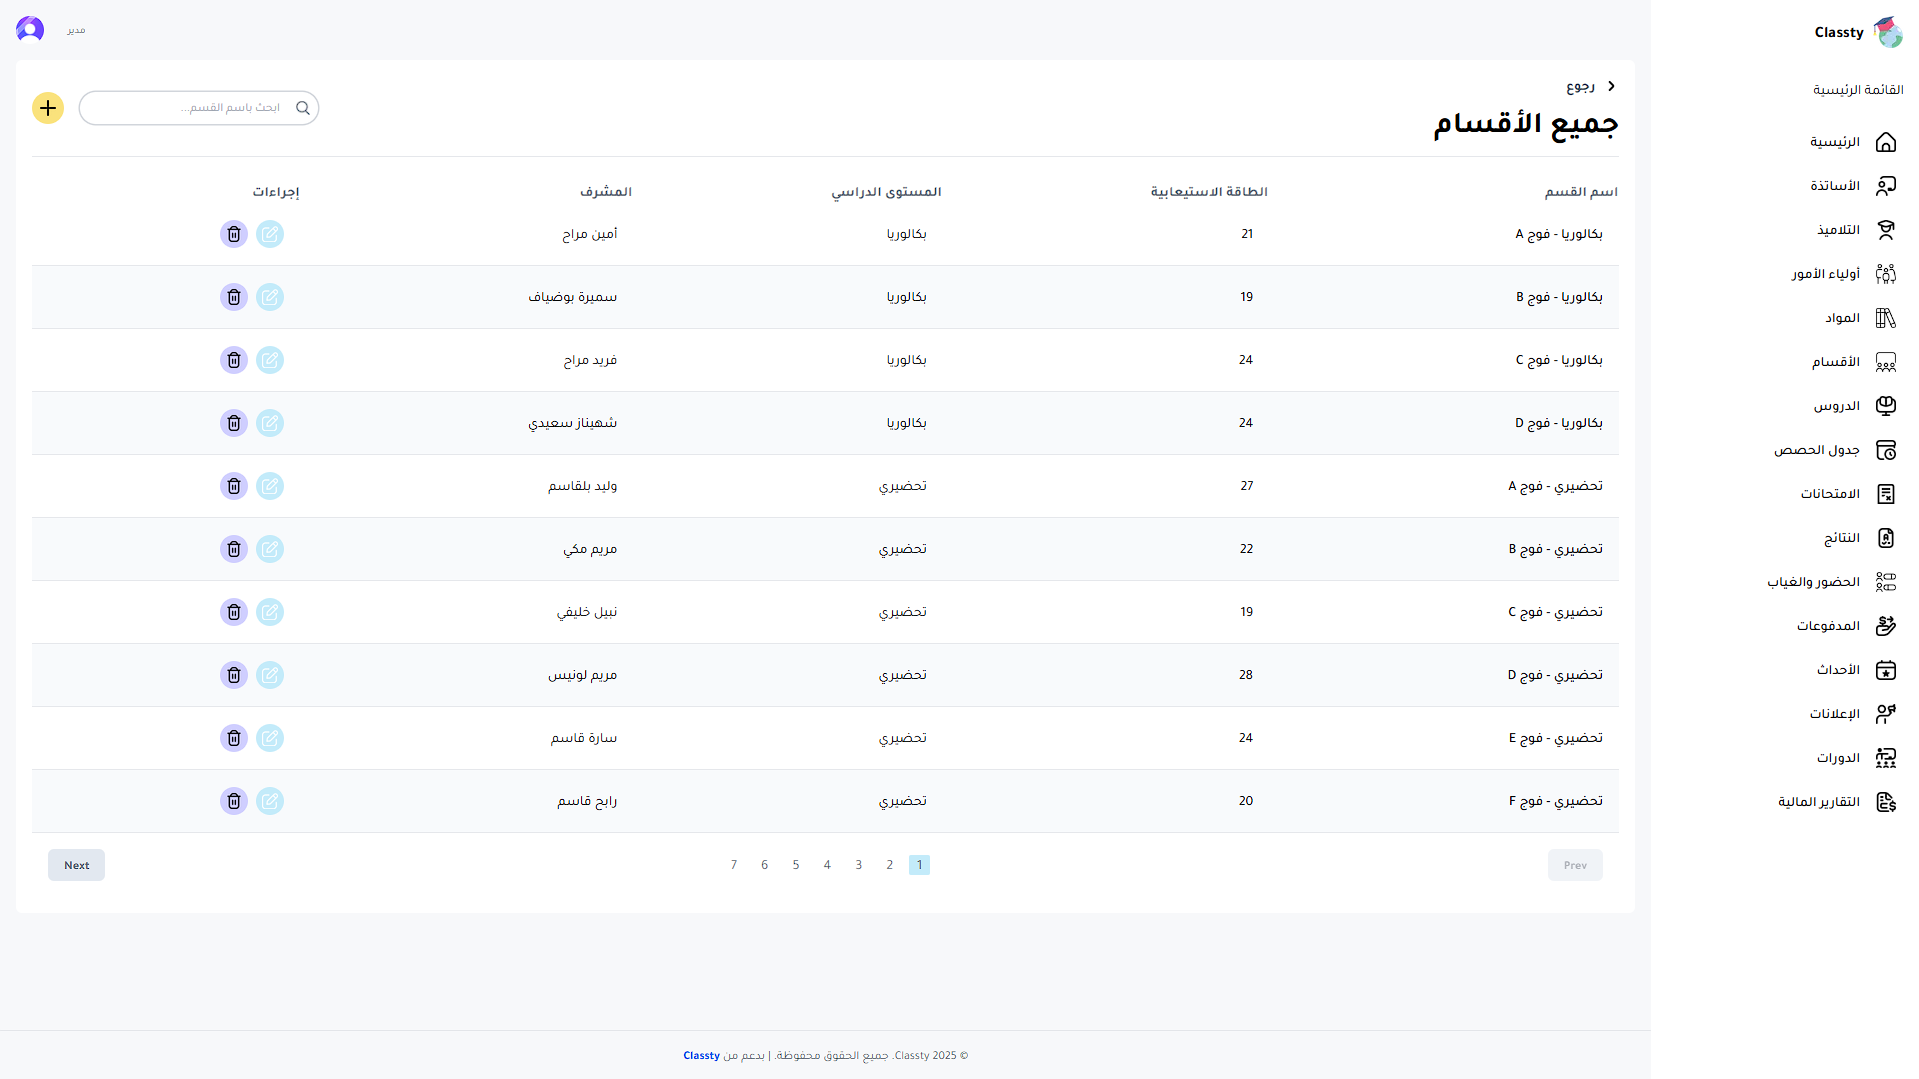 Classty
القائمة الرئيسية
الرئيسية
الأساتذة
التلاميذ
أولياء الأمور
المواد
الأقسام
الدروس
جدول الحصص
الامتحانات
النتائج
الحضور والغياب
المدفوعات
الأحداث
الإعلانات
الدورات
التقارير المالية
مدير
رجوع
جميع الأقسام
ابحث باسم القسم...
اسم القسم الطاقة الاستيعابية المستوى الدراسي المشرف إجراءات
بكالوريا - فوج A 21 بكالوريا أمين مراح
بكالوريا - فوج B 19 بكالوريا سميرة بوضياف
بكالوريا - فوج C 24 بكالوريا فريد مراح
بكالوريا - فوج D 24 بكالوريا شهيناز سعيدي
تحضيري - فوج A 27 تحضيري وليد بلقاسم
تحضيري - فوج B 22 تحضيري مريم مكي
تحضيري - فوج C 19 تحضيري نبيل خليفي
تحضيري - فوج D 28 تحضيري مريم لونيس
تحضيري - فوج E 24 تحضيري سارة قاسم
تحضيري - فوج F 20 تحضيري رابح قاسم
Prev 1 2 3 4 5 6 7 Next
© 2025 Classty. جميع الحقوق محفوظة. | بدعم من Classty